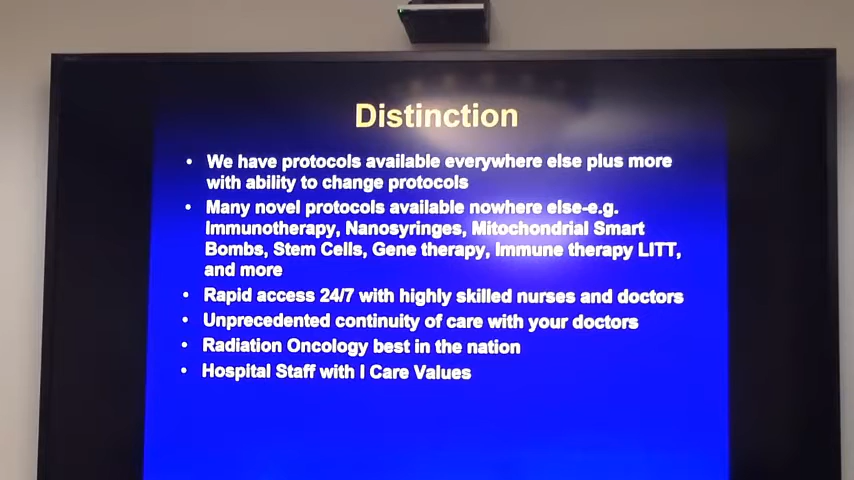 Distinction
• We have protocols available everywhere else plus more
with ability to change protocols
• Many novel protocols available nowhere else-e.g.
Immunotherapy, Nanosyringes, Mitochondrial Smart
Bombs, Stem Cells, Gene therapy, Immune therapy LITT,
and more
• Rapid access 24/7 with highly skilled nurses and doctors
• Unprecedented continuity of care with your doctors
• Radiation Oncology best in the nation
• Hospital Staff with I Care Values